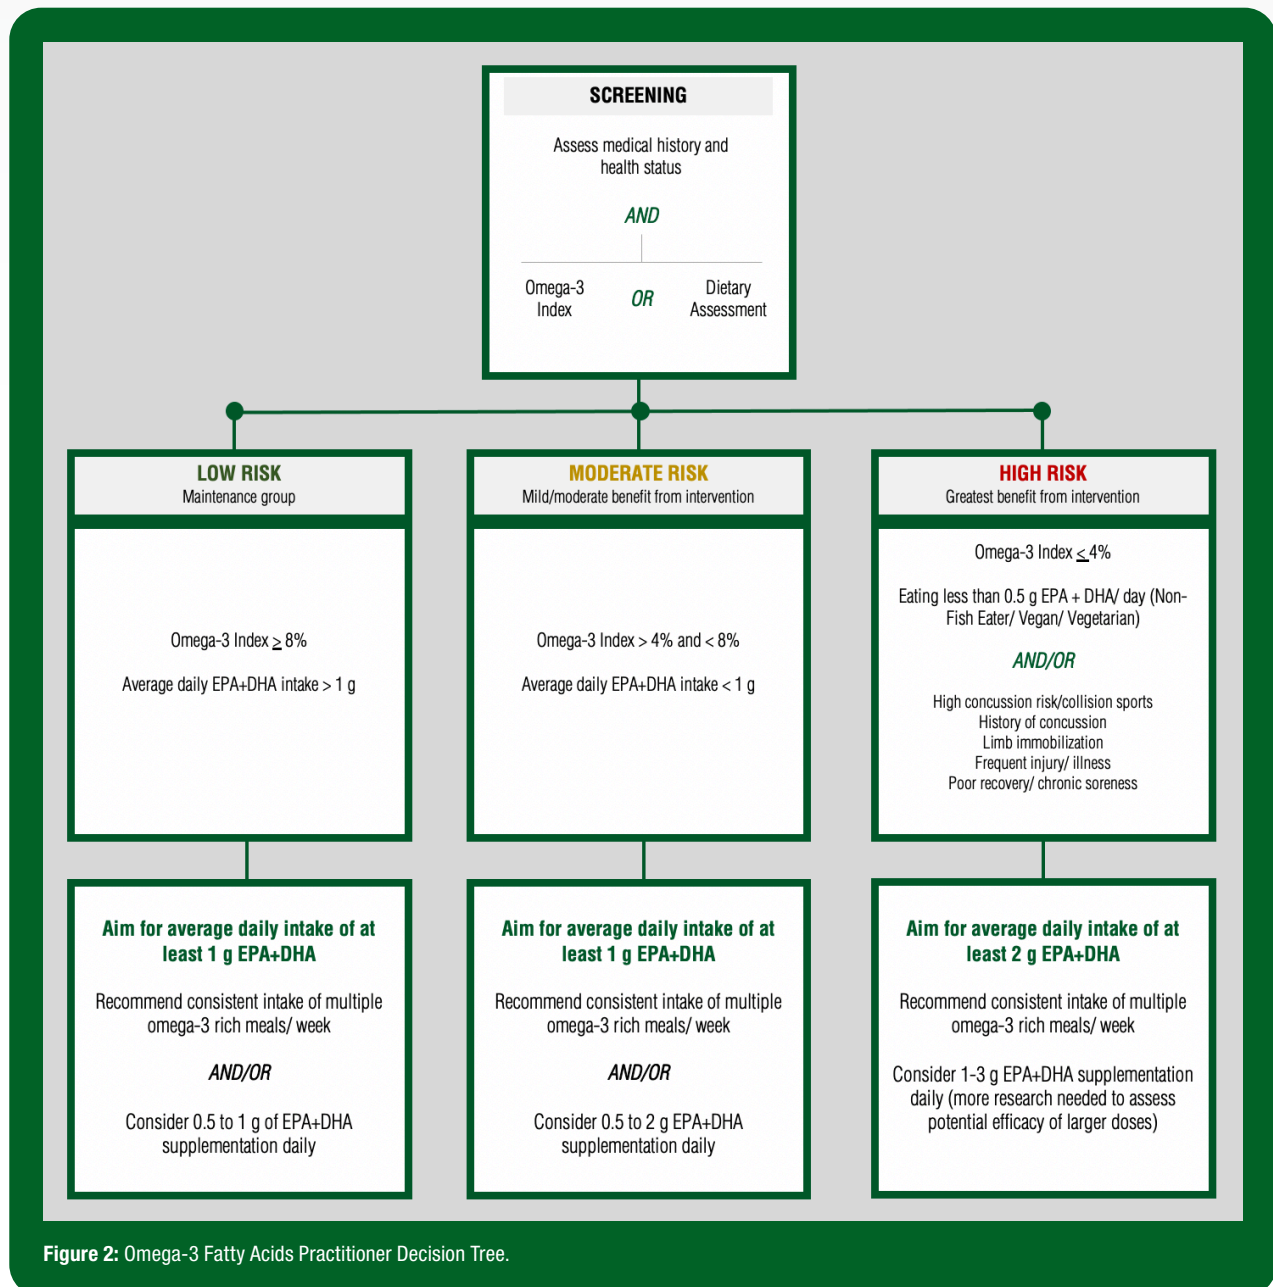 SCREENING
Assess medical history and
health status
AND
Omega-3
Index
OR
Dietary
Assessment
LOW RISK
Maintenance group
Omega-3 Index ≥ 8%
Average daily EPA+DHA intake > 1 g
Aim for average daily intake of at
least 1 g EPA+DHA
Recommend consistent intake of multiple
omega-3 rich meals/ week
AND/OR
Consider 0.5 to 1 g of EPA+DHA
supplementation daily
MODERATE RISK
Mild/moderate benefit from intervention
Omega-3 Index > 4% and < 8%
Average daily EPA+DHA intake < 1 g
Aim for average daily intake of at
least 1 g EPA+DHA
Recommend consistent intake of multiple
omega-3 rich meals/ week
AND/OR
Consider 0.5 to 2 g EPA+DHA
supplementation daily
HIGH RISK
Greatest benefit from intervention
Omega-3 Index ≤ 4%
Eating less than 0.5 g EPA + DHA/ day (Non-
Fish Eater/ Vegan/ Vegetarian)
AND/OR
High concussion risk/collision sports
History of concussion
Limb immobilization
Frequent injury/ illness
Poor recovery/ chronic soreness
Aim for average daily intake of at
least 2 g EPA+DHA
Recommend consistent intake of multiple
omega-3 rich meals/ week
Consider 1-3 g EPA+DHA supplementation
daily (more research needed to assess
potential efficacy of larger doses)
Figure 2: Omega-3 Fatty Acids Practitioner Decision Tree.